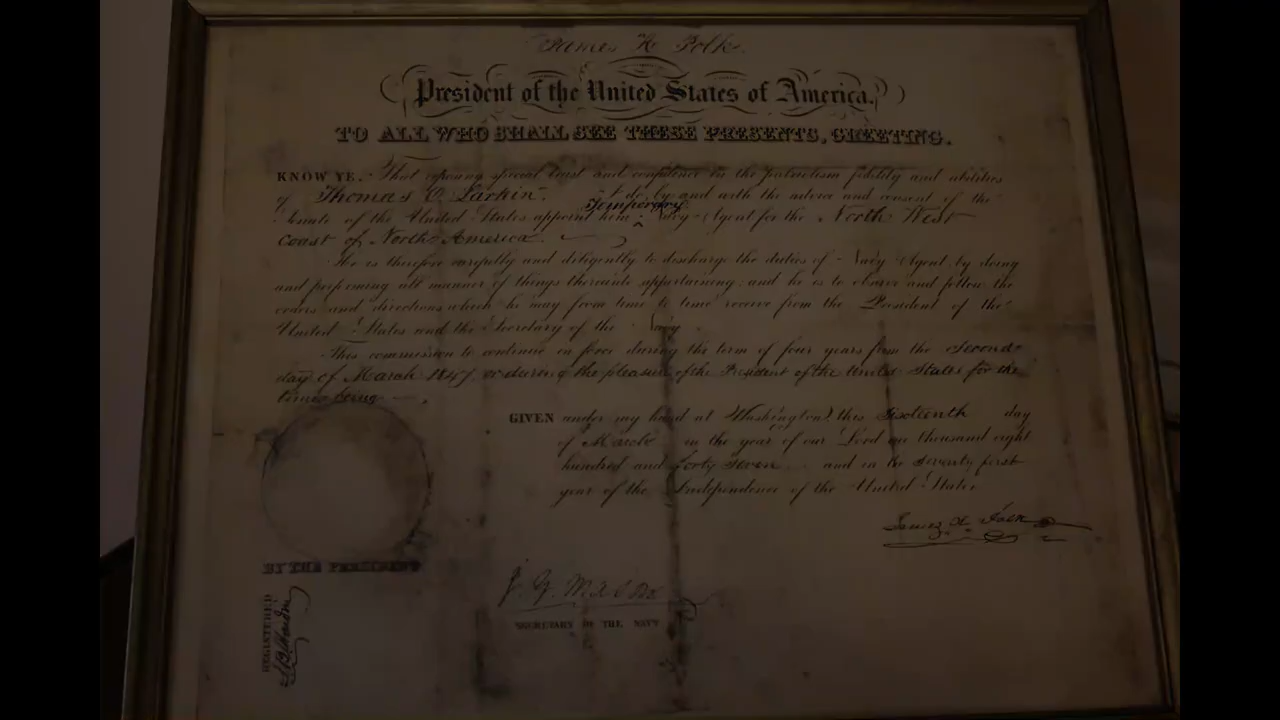 James K Polk.
President of the United States of America.
TO ALL WHO SHALL SEE THESE PRESENTS, GREETING.
KNOW YE. That reposing special trust and confidence in the patriotism fidelity and abilities
of Thomas O. Larkin. I do by and with the advice and consent of the
Temporary
Senate of the United States appoint him ^ Navy Agent for the North West
Coast of North America.
He is therefore carefully and diligently to discharge the duties of Navy Agent by doing
and performing all manner of things thereunto appertaining: and he is to observe and follow the
orders and directions which he may from time to time receive from the President of the
United States and the Secretary of the Navy.
This commission to continue in force during the term of four years from the Second
day of March 1847 or during the pleasure of the President of the United States for the
time being
GIVEN under my hand at Washington this Sixteenth day
of March in the year of our Lord one thousand eight
hundred and forty seven and in the seventy first
year of the Independence of the United States
James K. Polk
BY THE PRESIDENT
J. Y. Mason
SECRETARY OF THE NAVY
REGISTERED